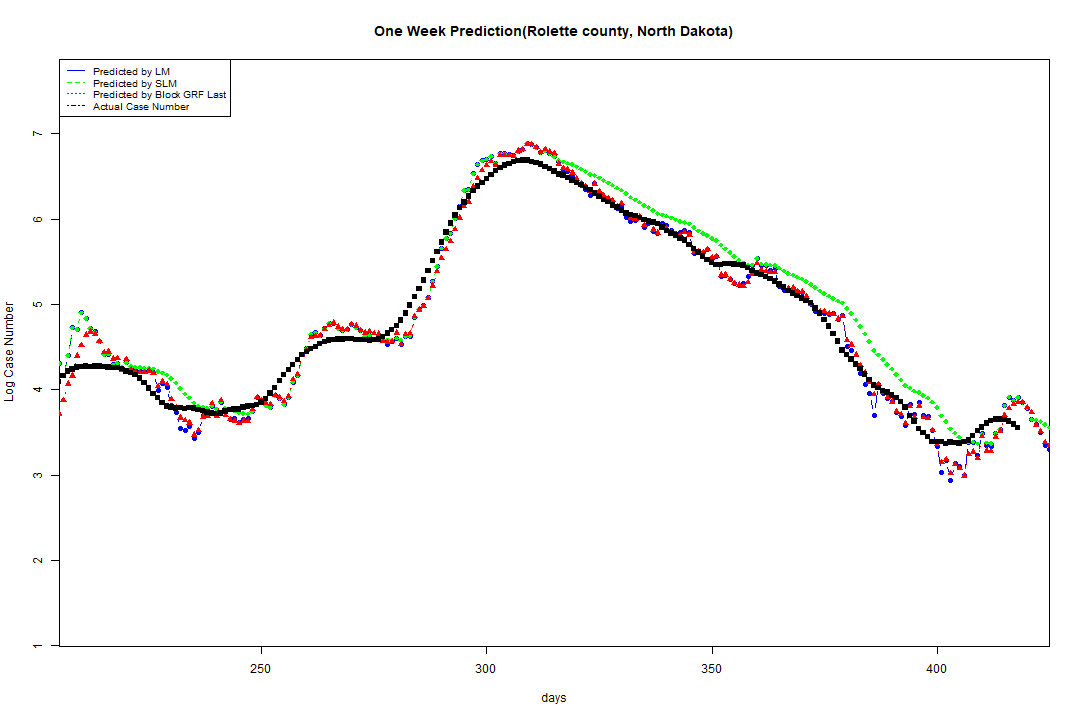 One Week Prediction(Rolette county, North Dakota)
Predicted by LM
Predicted by SLM
Predicted by Block GRF Last
Actual Case Number
Log Case Number
7
6
5
4
3
2
1
250
300
350
400
days